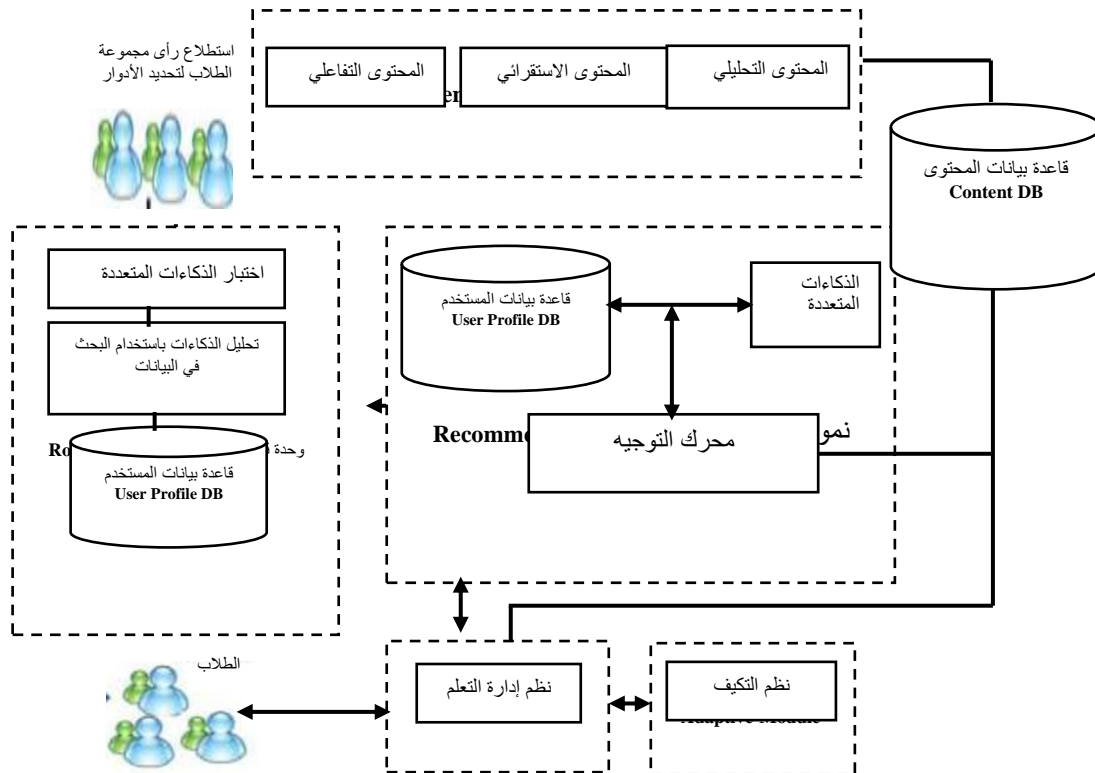 استطلاع رأى مجموعة
الطلاب لتحديد الأدوار
المحتوى التحليلي
المحتوى الاستقرائي
المحتوى التفاعلي
قاعدة بيانات المحتوى
Content DB
اختبار الذكاءات المتعددة
تحليل الذكاءات باستخدام البحث
في البيانات
وحدة
قاعدة بيانات المستخدم
User Profile DB
قاعدة بيانات المستخدم
User Profile DB
الذكاءات
المتعددة
محرك التوجيه
الطلاب
نظم إدارة التعلم
نظم التكيف
Adaptive Module